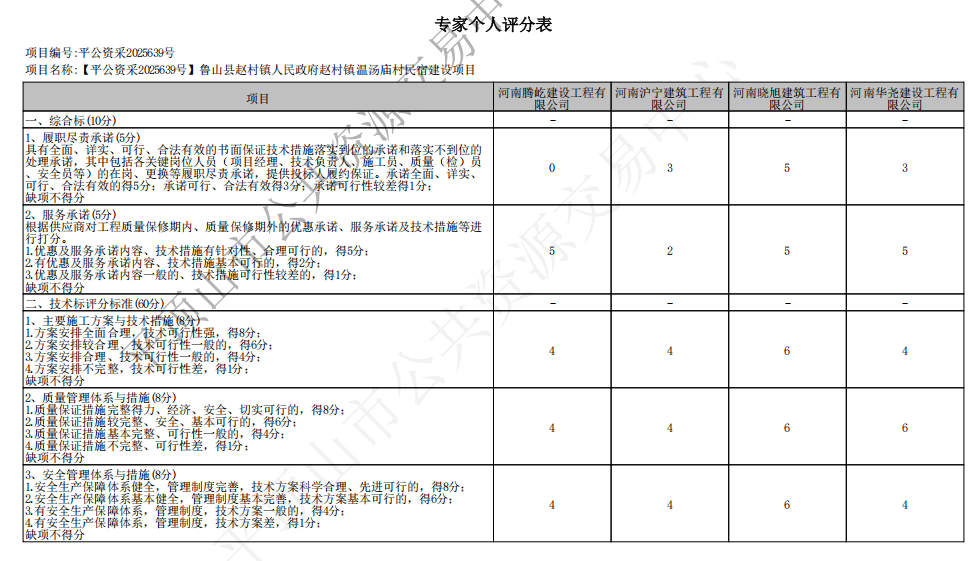 专家个人评分表
项目编号:平公资采2025639号
项目名称:【平公资采2025639号】鲁山县赵村镇人民政府赵村镇温汤庙村民宿建设项目
项目 河南腾屹建设工程有限公司 河南沪宁建筑工程有限公司 河南晓旭建筑工程有限公司 河南华尧建设工程有限公司
一、综合标(10分) - - - -
1、履职尽责承诺(5分)
具有全面、详实、可行、合法有效的书面保证技术措施落实到位的承诺和落实不到位的
处理承诺，其中包括各关键岗位人员（项目经理、技术负责人、施工员、质量（检）员
、安全员等）的在岗、更换等履职尽责承诺，提供投标人履约保证。承诺全面、详实、
可行、合法有效的得5分；承诺可行、合法有效得3分；承诺可行性较差得1分；
缺项不得分
0 3 5 3
2、服务承诺(5分)
根据供应商对工程质量保修期内、质量保修期外的优惠承诺、服务承诺及技术措施等进
行打分。
1.优惠及服务承诺内容、技术措施有针对性、合理可行的，得5分；
2.有优惠及服务承诺内容、技术措施基本可行的，得2分；
3.优惠及服务承诺内容一般的、技术措施可行性较差的，得1分；
缺项不得分
5 2 5 5
二、技术标评分标准(60分) - - - -
1、主要施工方案与技术措施(8分)
1.方案安排全面合理，技术可行性强，得8分；
2.方案安排较合理、技术可行性一般的，得6分；
3.方案安排合理、技术可行性一般的，得4分；
4.方案安排不完整，技术可行性差，得1分；
缺项不得分
4 4 6 4
2、质量管理体系与措施(8分)
1.质量保证措施完整得力、经济、安全、切实可行的，得8分；
2.质量保证措施较完整、安全、基本可行的，得6分；
3.质量保证措施基本完整、可行性一般的，得4分；
4.质量保证措施不完整、可行性差，得1分；
缺项不得分
4 4 6 6
3、安全管理体系与措施(8分)
1.安全生产保障体系健全，管理制度完善，技术方案科学合理、先进可行的，得8分；
2.安全生产保障体系基本健全，管理制度基本完善，技术方案基本可行的，得6分；
3.有安全生产保障体系，管理制度，技术方案一般的，得4分；
4.有安全生产保障体系，管理制度，技术方案差，得1分；
缺项不得分
4 4 6 4
平顶山市公共资源交易中
平顶山市公共资源交易中心